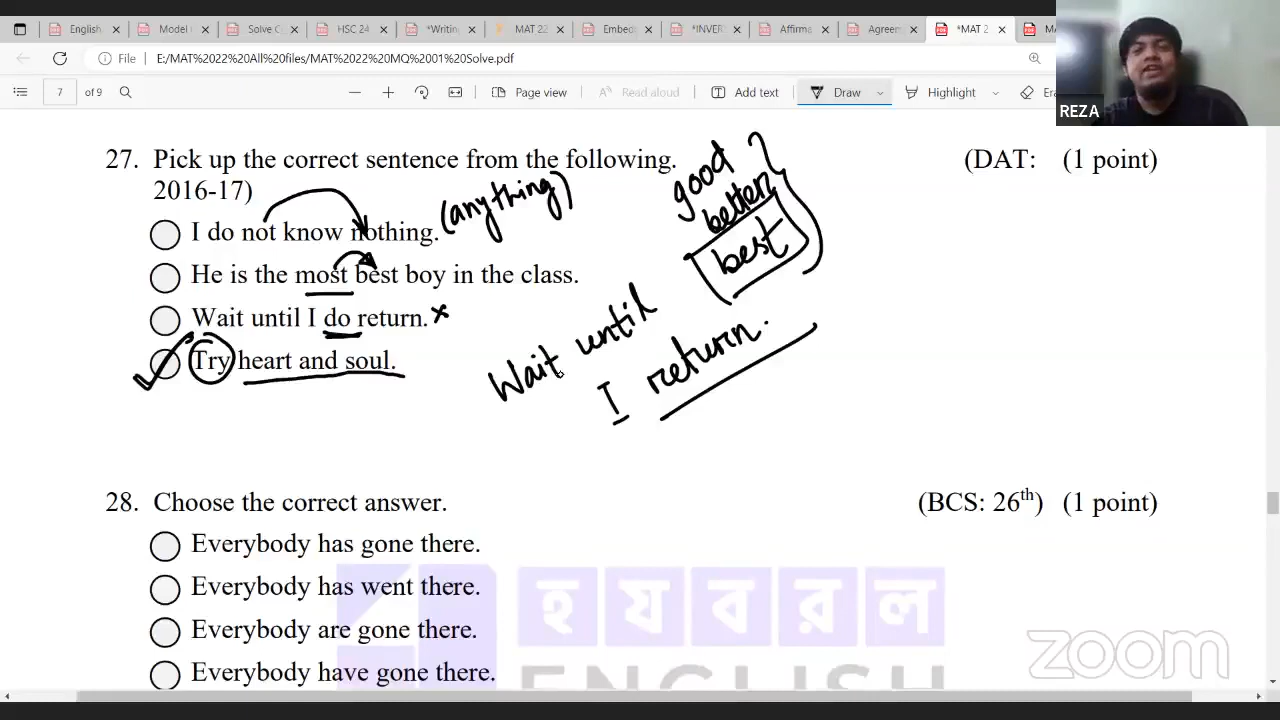 English
Model
Solve C
HSC 24
*Writing
MAT 22
Embed
*INVER
Affirma
Agreem
*MAT 2
File
E:/MAT%2022%20All%20files/MAT%2022%20MQ%2001%20Solve.pdf
7
of 9
Page view
Read aloud
Add text
Draw
Highlight
REZA
27. Pick up the correct sentence from the following. (DAT: (1 point)
2016-17)
I do not know nothing. (anything)
He is the most best boy in the class.
Wait until I do return. ×
Try heart and soul.
good
better
best
Wait until
I return.
28. Choose the correct answer. (BCS: 26th) (1 point)
Everybody has gone there.
Everybody has went there.
Everybody are gone there.
Everybody have gone there.
হ য ব র ল
ENGLISH
zoom